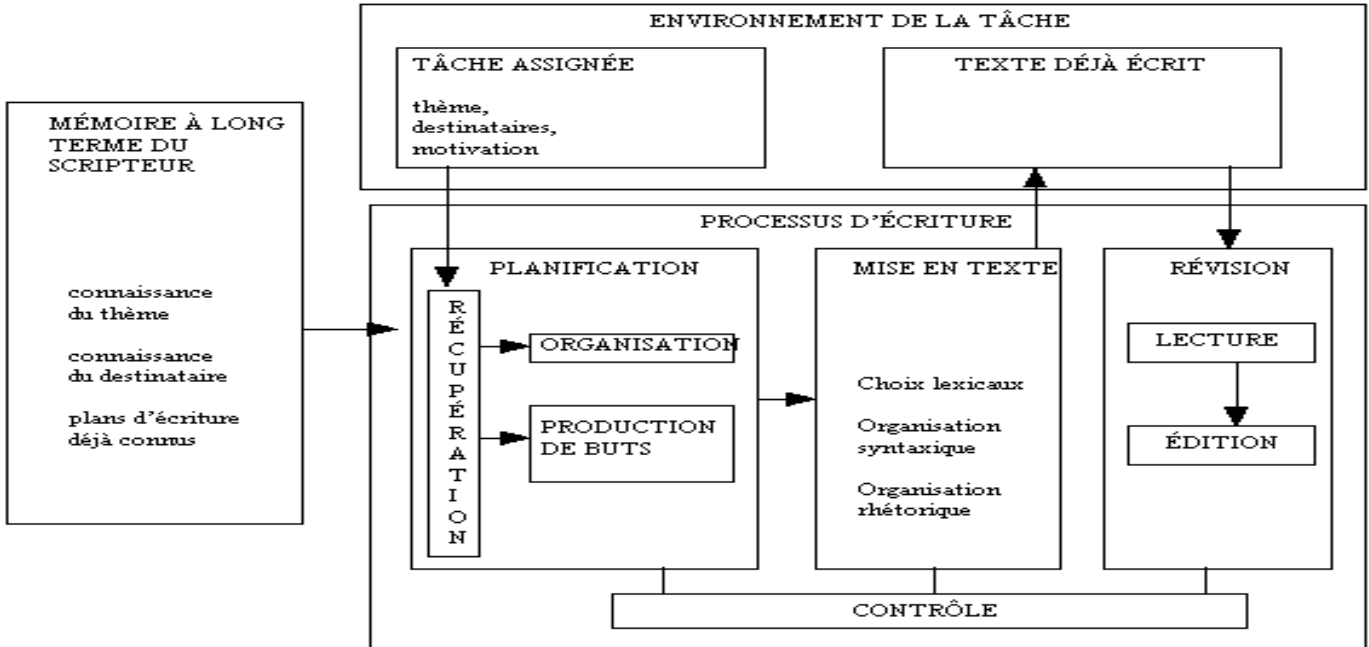 ENVIRONNEMENT DE LA TÂCHE
TÂCHE ASSIGNÉE
thème,
destinataires,
motivation
TEXTE DÉJÀ ÉCRIT
MÉMOIRE À LONG
TERME DU
SCRIPTEUR
connaissance
du thème
connaissance
du destinataire
plans d'écriture
déjà connus
PROCESSUS D'ÉCRITURE
PLANIFICATION
RÉCUPÉRATION
ORGANISATION
PRODUCTION
DE BUTS
MISE EN TEXTE
Choix lexicaux
Organisation
syntaxique
Organisation
rhétorique
RÉVISION
LECTURE
ÉDITION
CONTRÔLE